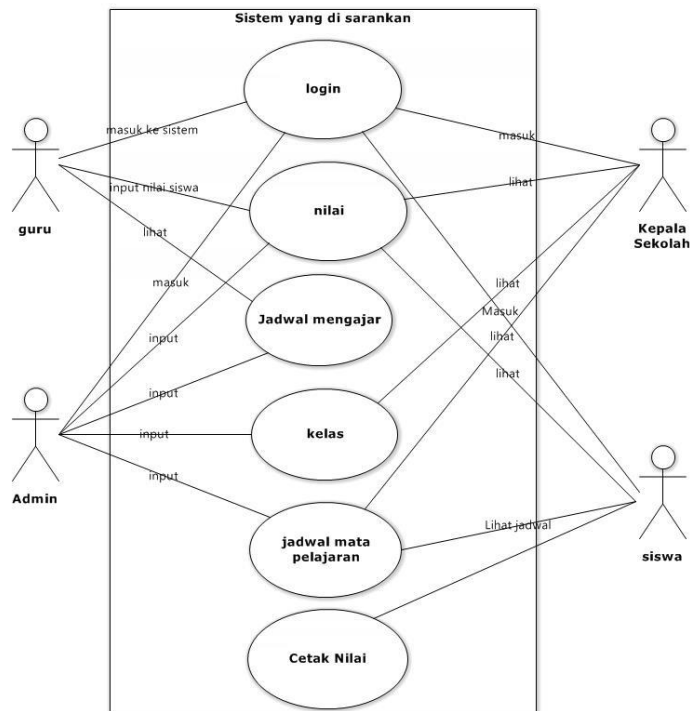 Sistem yang di sarankan
login
masuk ke sistem
masuk
input nilai siswa
nilai
lihat
guru
Kepala
Sekolah
lihat
masuk
lihat
Masuk
Jadwal mengajar
input
lihat
lihat
input
kelas
input
Admin
input
jadwal mata
pelajaran
Lihat jadwal
siswa
Cetak Nilai